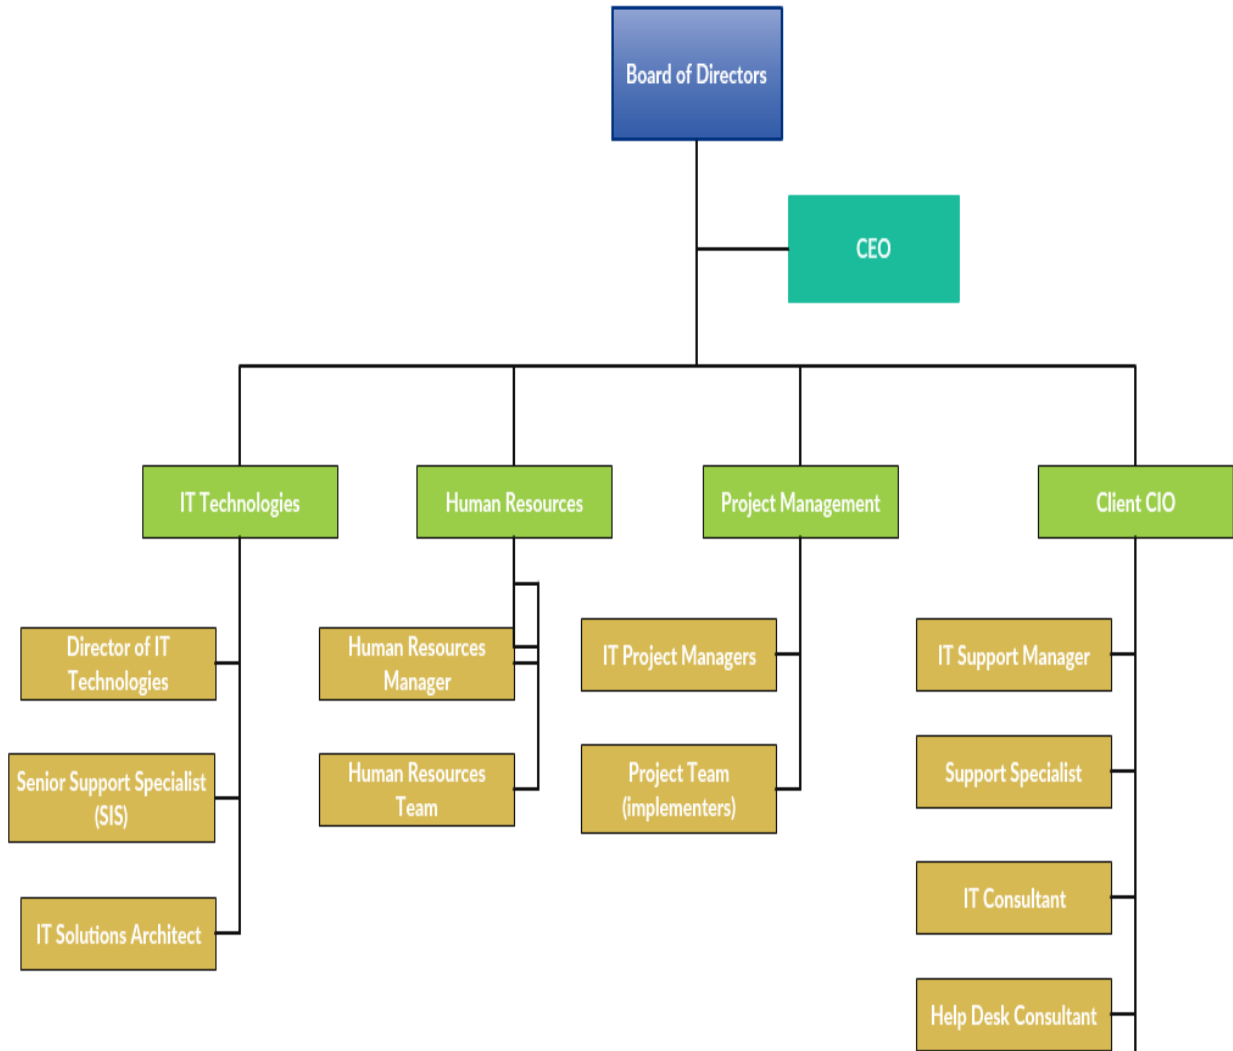 Board of Directors
CEO
IT Technologies
Human Resources
Project Management
Client CIO
Director of IT
Technologies
Senior Support Specialist
(SIS)
IT Solutions Architect
Human Resources
Manager
Human Resources
Team
IT Project Managers
Project Team
(implementers)
IT Support Manager
Support Specialist
IT Consultant
Help Desk Consultant